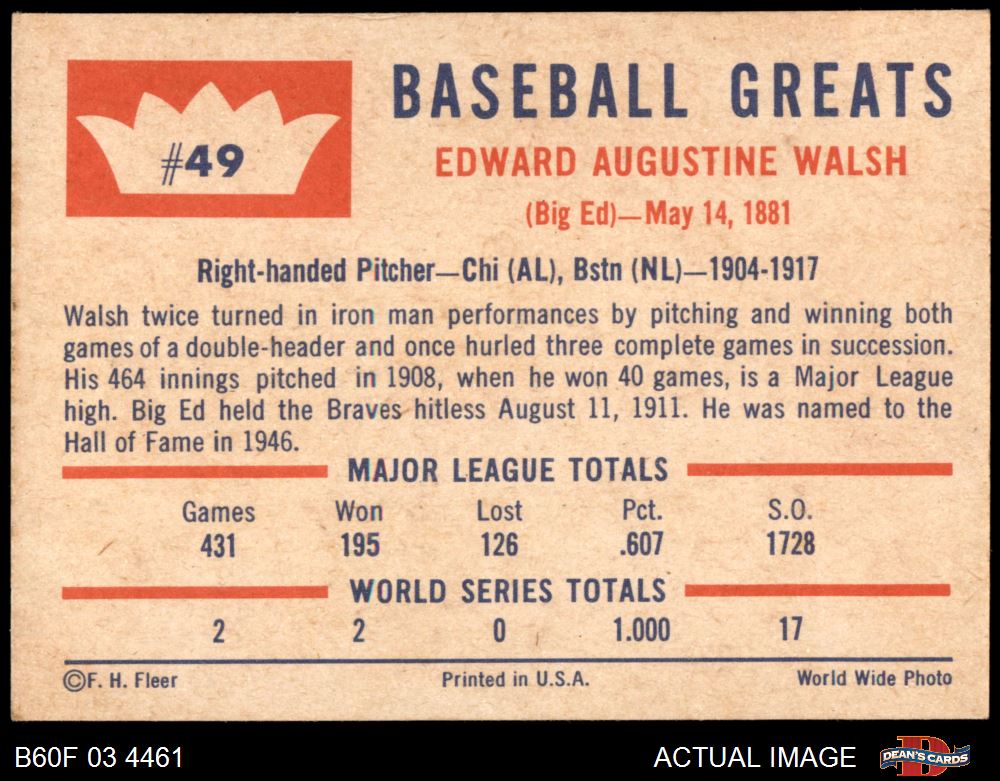 #49
BASEBALL GREATS
EDWARD AUGUSTINE WALSH
(Big Ed)—May 14, 1881
Right-handed Pitcher—Chi (AL), Bstn (NL)—1904-1917
Walsh twice turned in iron man performances by pitching and winning both
games of a double-header and once hurled three complete games in succession.
His 464 innings pitched in 1908, when he won 40 games, is a Major League
high. Big Ed held the Braves hitless August 11, 1911. He was named to the
Hall of Fame in 1946.
MAJOR LEAGUE TOTALS
Games Won Lost Pct. S.O.
431 195 126 .607 1728
WORLD SERIES TOTALS
2 2 0 1.000 17
©F. H. Fleer Printed in U.S.A. World Wide Photo
B60F 03 4461 ACTUAL IMAGE DEAN'S CARDS